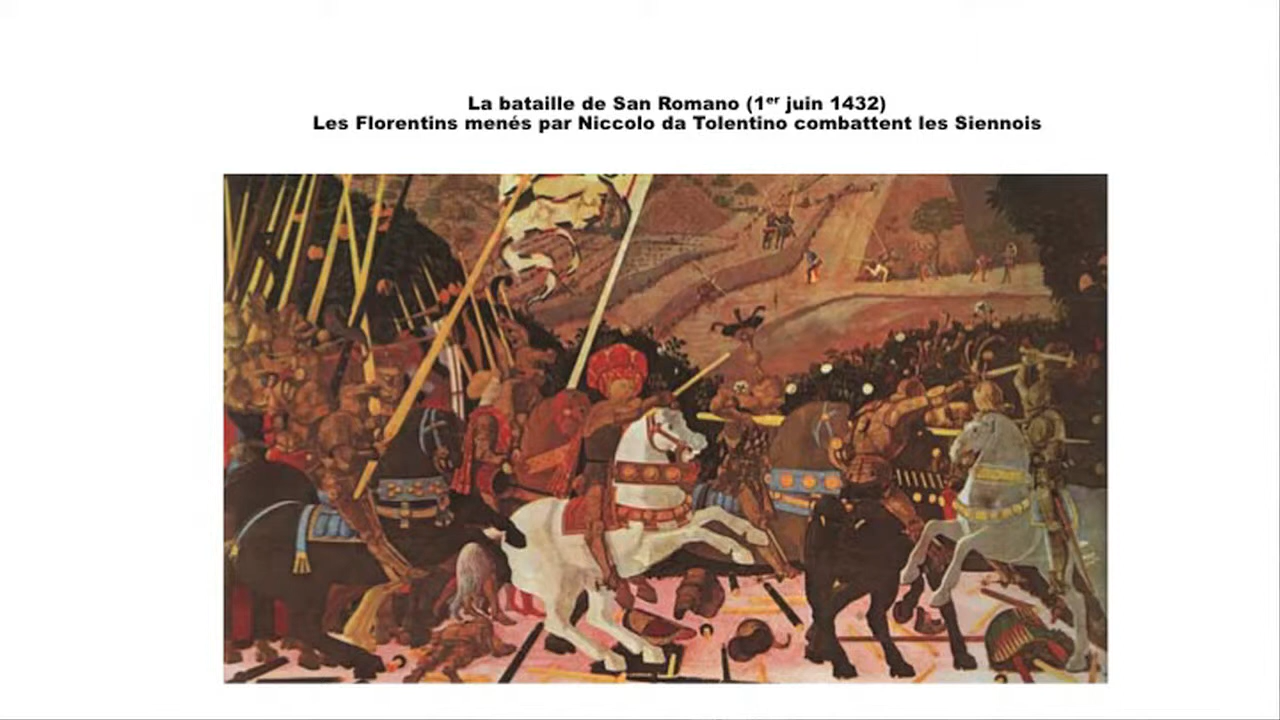 La bataille de San Romano (1er juin 1432)
Les Florentins menés par Niccolo da Tolentino combattent les Siennois